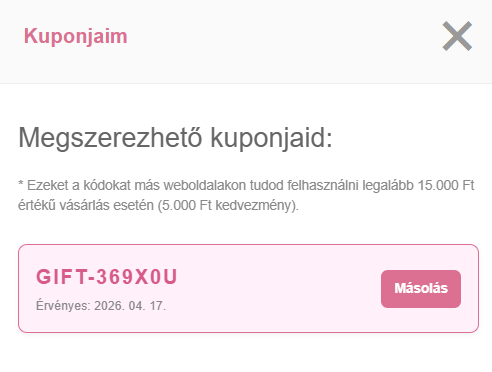 Kuponjaim
Megszerezhető kuponjaid:
* Ezeket a kódokat más weboldalakon tudod felhasználni legalább 15.000 Ft
értékű vásárlás esetén (5.000 Ft kedvezmény).
GIFT-369X0U
Másolás
Érvényes: 2026. 04. 17.